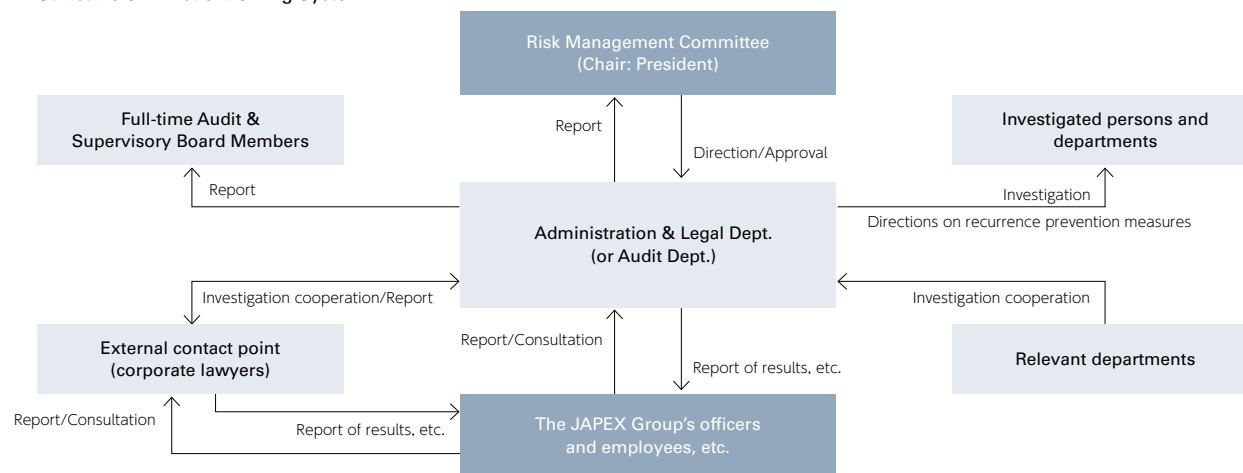 Risk Management Committee
(Chair: President)
Full-time Audit &
Supervisory Board Members
Report
Direction/Approval
Investigated persons and
departments
Report
Investigation
Directions on recurrence prevention measures
Administration & Legal Dept.
(or Audit Dept.)
Investigation cooperation/Report
Investigation cooperation
External contact point
(corporate lawyers)
Report/Consultation
Report of results, etc.
Relevant departments
Report/Consultation
Report of results, etc.
The JAPEX Group’s officers
and employees, etc.